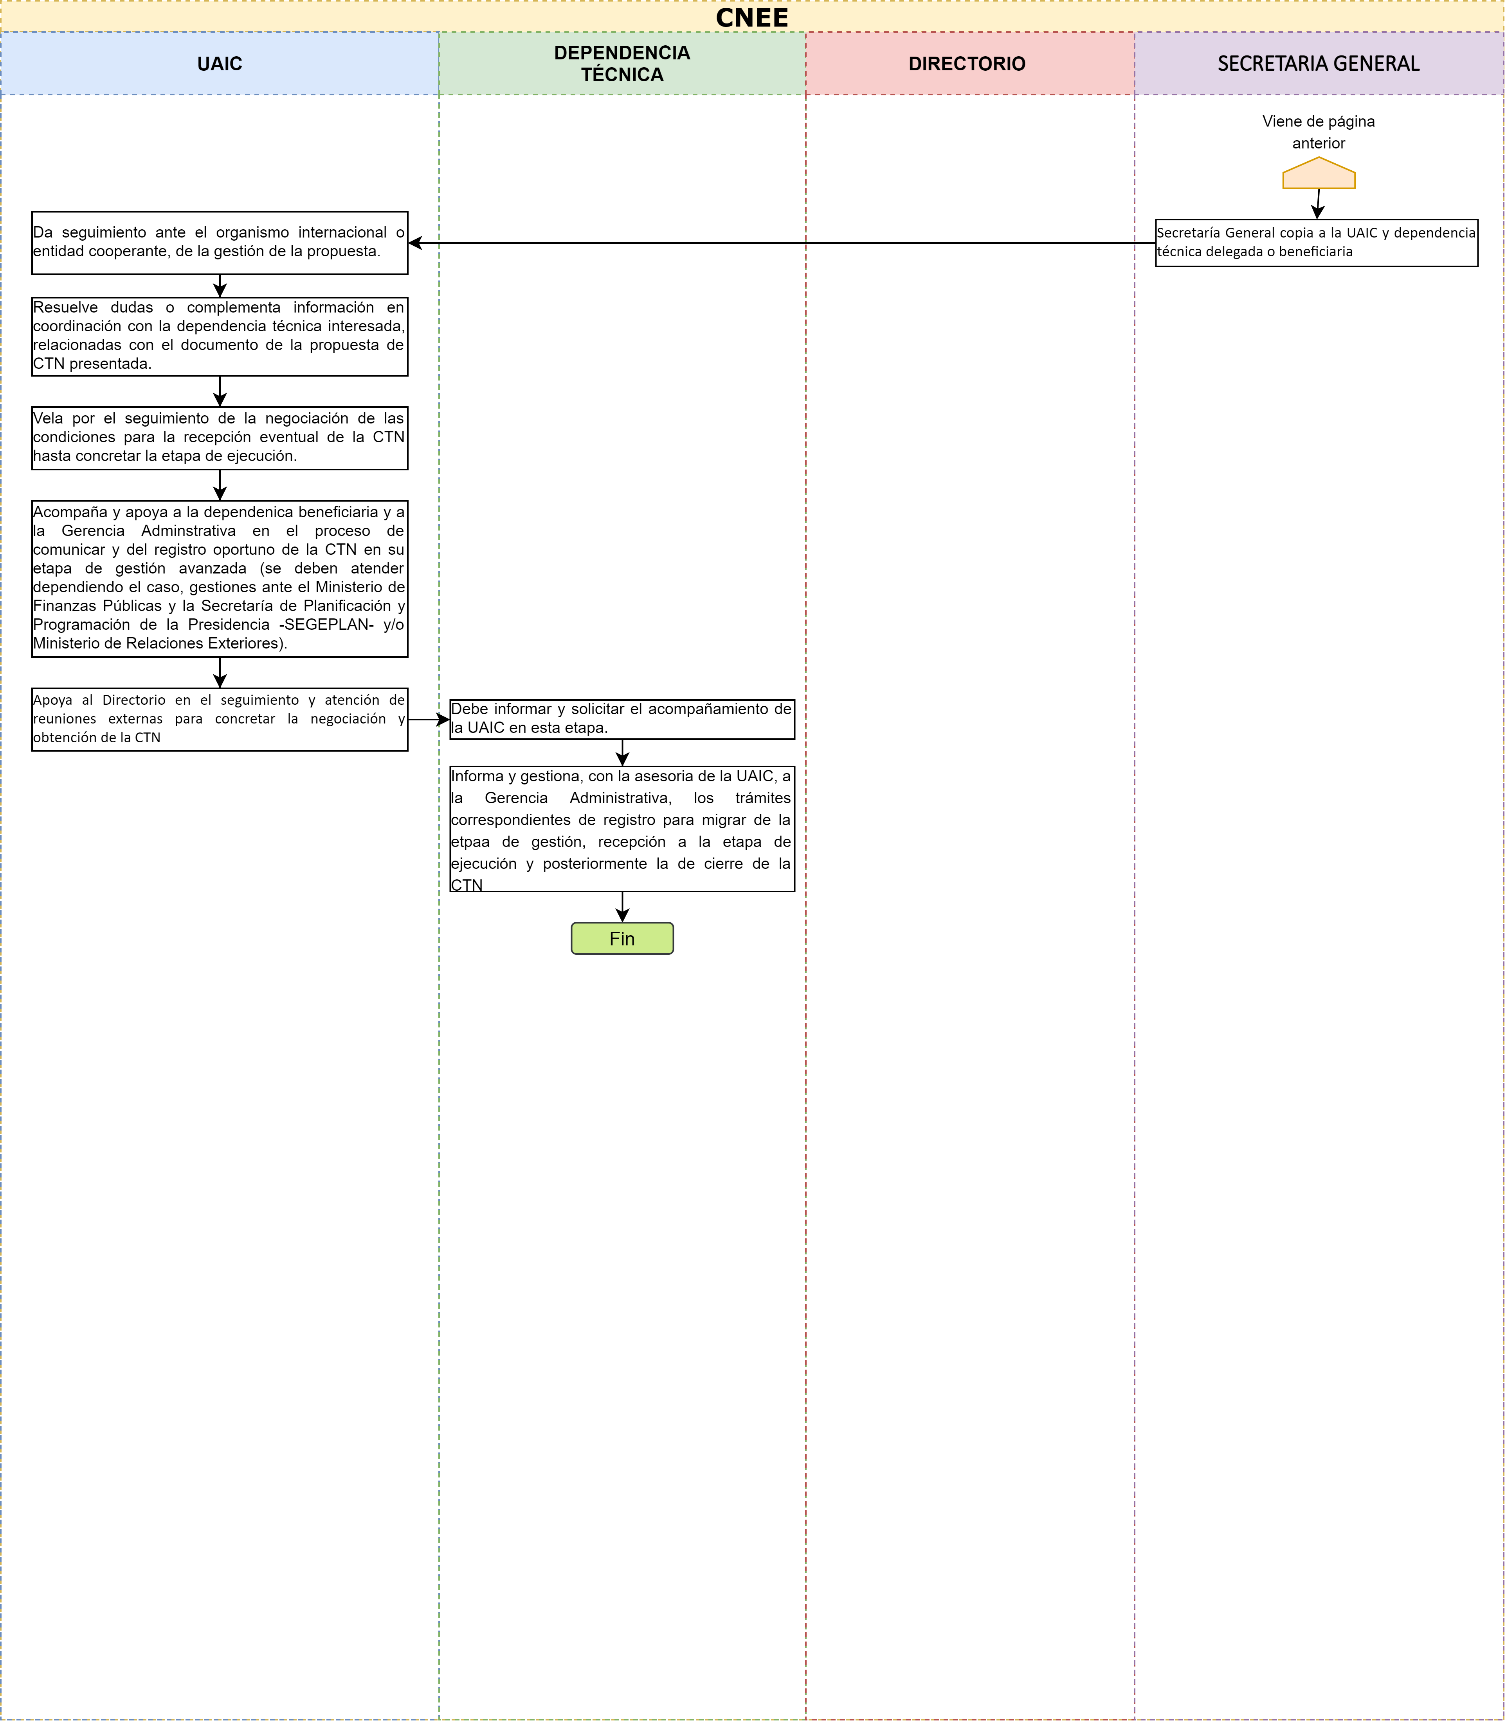 CNEE
UAIC
DEPENDENCIA
TÉCNICA
DIRECTORIO
SECRETARIA GENERAL
Viene de página
anterior
Secretaría General copia a la UAIC y dependencia
técnica delegada o beneficiaria
Da seguimiento ante el organismo internacional o
entidad cooperante, de la gestión de la propuesta.
Resuelve dudas o complementa información en
coordinación con la dependencia técnica interesada,
relacionadas con el documento de la propuesta de
CTN presentada.
Vela por el seguimiento de la negociación de las
condiciones para la recepción eventual de la CTN
hasta concretar la etapa de ejecución.
Acompaña y apoya a la dependenica beneficiaria y a
la Gerencia Adminstrativa en el proceso de
comunicar y del registro oportuno de la CTN en su
etapa de gestión avanzada (se deben atender
dependiendo el caso, gestiones ante el Ministerio de
Finanzas Públicas y la Secretaría de Planificación y
Programación de la Presidencia -SEGEPLAN- y/o
Ministerio de Relaciones Exteriores).
Apoya al Directorio en el seguimiento y atención de
reuniones externas para concretar la negociación y
obtención de la CTN
Debe informar y solicitar el acompañamiento de
la UAIC en esta etapa.
Informa y gestiona, con la asesoria de la UAIC, a
la Gerencia Administrativa, los trámites
correspondientes de registro para migrar de la
etpaa de gestión, recepción a la etapa de
ejecución y posteriormente la de cierre de la
CTN
Fin